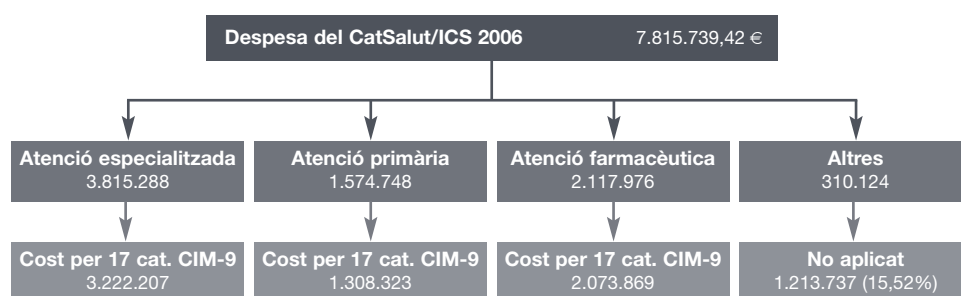 Despesa del CatSalut/ICS 2006 7.815.739,42 €
Atenció especialitzada
3.815.288
Atenció primària
1.574.748
Atenció farmacèutica
2.117.976
Altres
310.124
Cost per 17 cat. CIM-9
3.222.207
Cost per 17 cat. CIM-9
1.308.323
Cost per 17 cat. CIM-9
2.073.869
No aplicat
1.213.737 (15,52%)